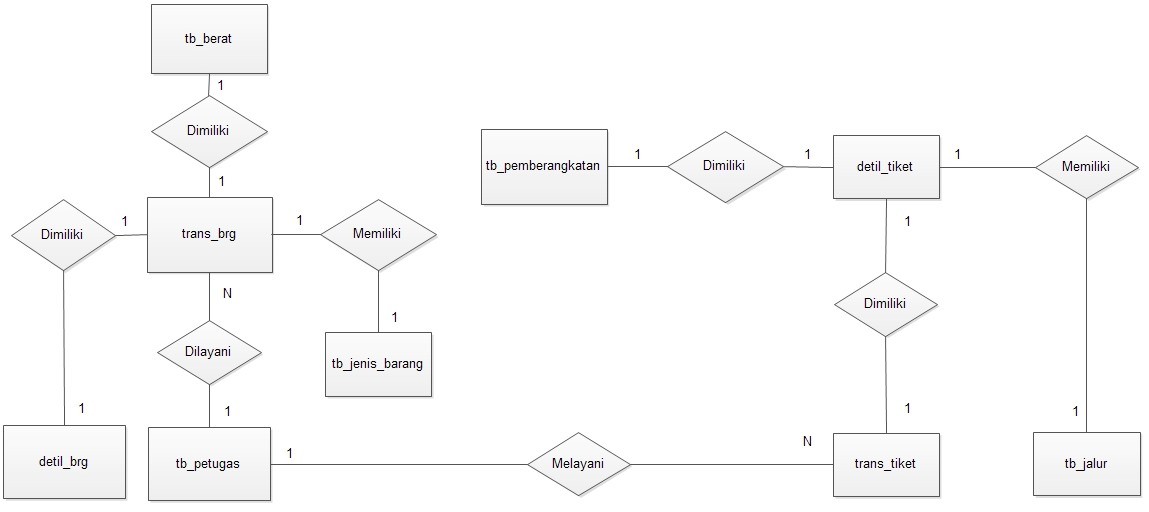 tb_berat
1
Dimiliki
1
tb_pemberangkatan
1
Dimiliki
1
detil_tiket
1
Memiliki
Dimiliki
1
trans_brg
1
Memiliki
1
N
Dimiliki
1
tb_jenis_barang
Dilayani
1
1
1
1
detil_brg
tb_petugas
1
Melayani
N
trans_tiket
tb_jalur